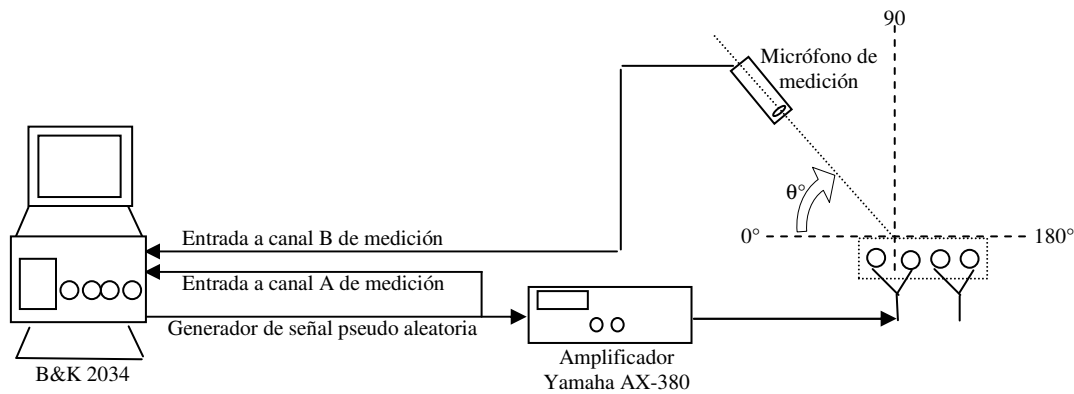 90
Micrófono de
medición
θ°
0°
180°
Entrada a canal B de medición
Entrada a canal A de medición
Generador de señal pseudo aleatoria
Amplificador
Yamaha AX-380
B&K 2034